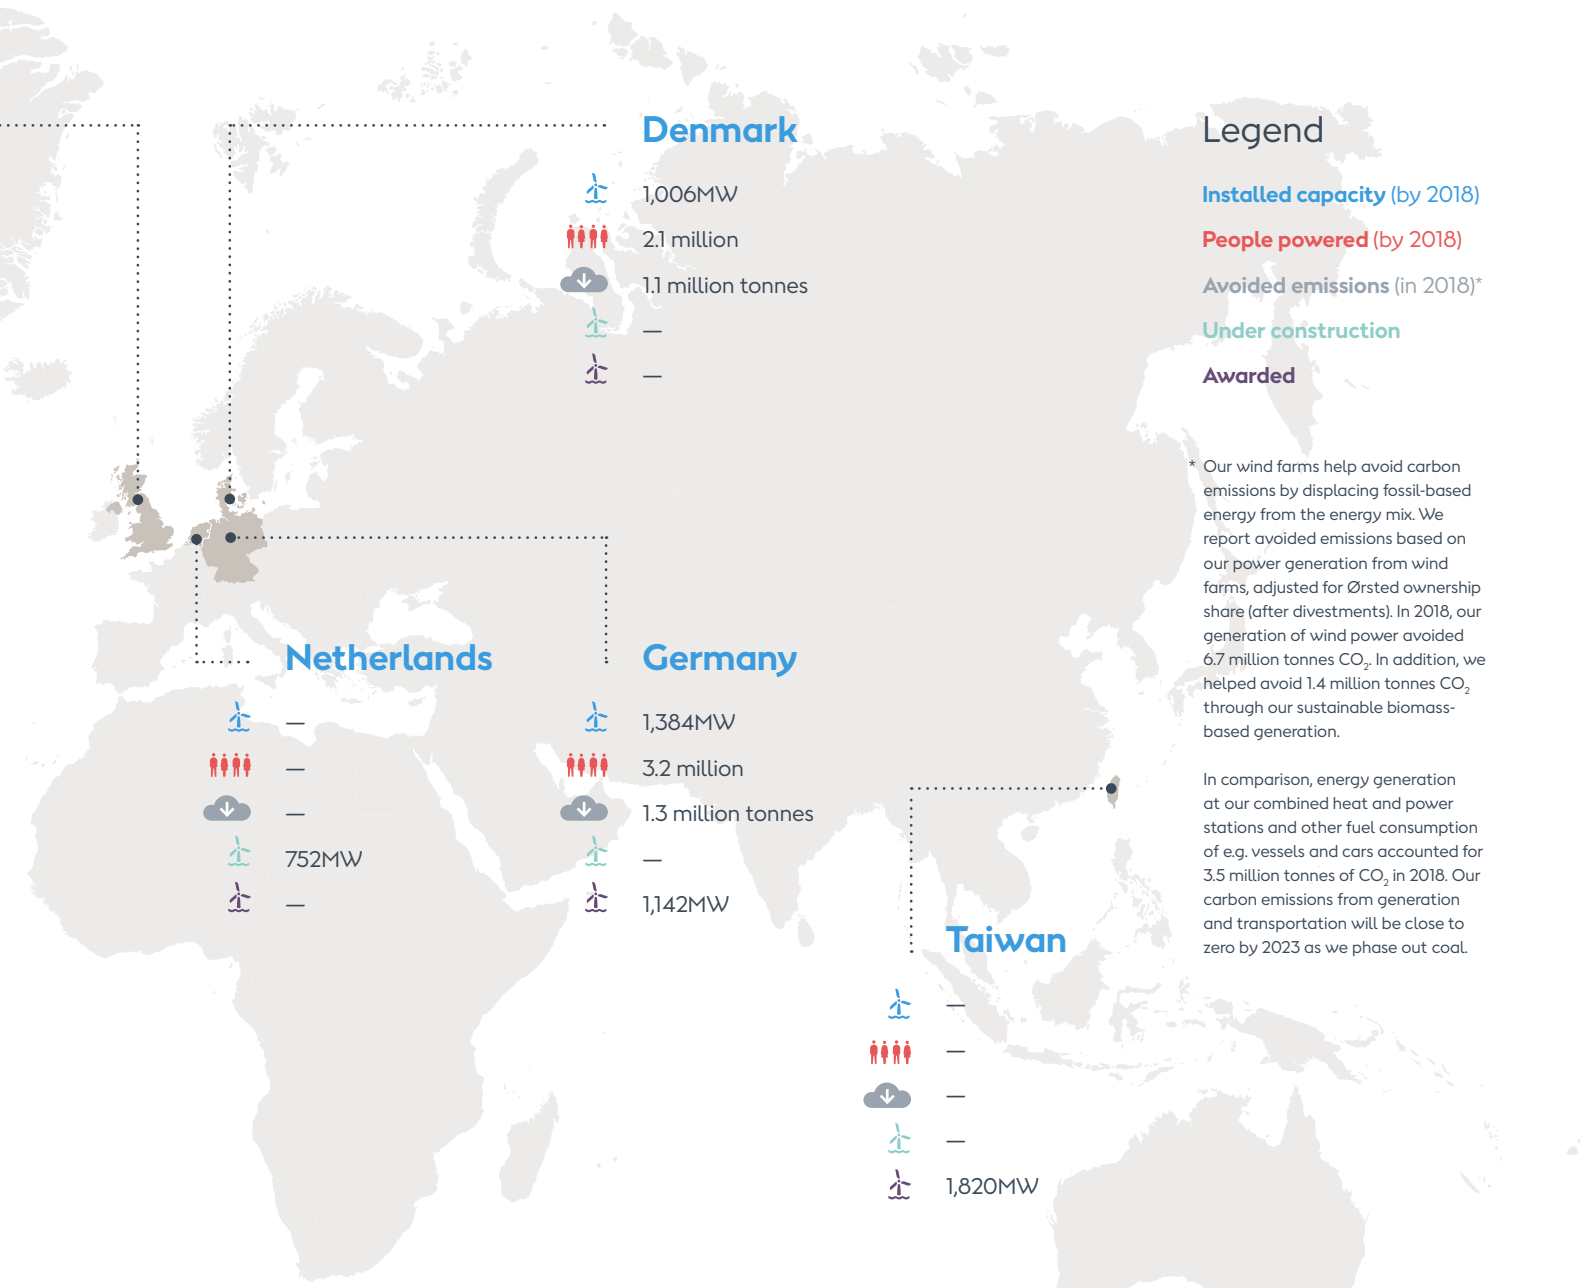 Denmark
1,006MW
2.1 million
1.1 million tonnes
—
—
Netherlands
—
—
—
752MW
—
Germany
1,384MW
3.2 million
1.3 million tonnes
—
1,142MW
Taiwan
—
—
—
—
1,820MW
Legend
Installed capacity (by 2018)
People powered (by 2018)
Avoided emissions (in 2018)*
Under construction
Awarded
* Our wind farms help avoid carbon
emissions by displacing fossil-based
energy from the energy mix. We
report avoided emissions based on
our power generation from wind
farms, adjusted for Ørsted ownership
share (after divestments). In 2018, our
generation of wind power avoided
6.7 million tonnes CO₂. In addition, we
helped avoid 1.4 million tonnes CO₂
through our sustainable biomass-
based generation.
In comparison, energy generation
at our combined heat and power
stations and other fuel consumption
of e.g. vessels and cars accounted for
3.5 million tonnes of CO₂ in 2018. Our
carbon emissions from generation
and transportation will be close to
zero by 2023 as we phase out coal.